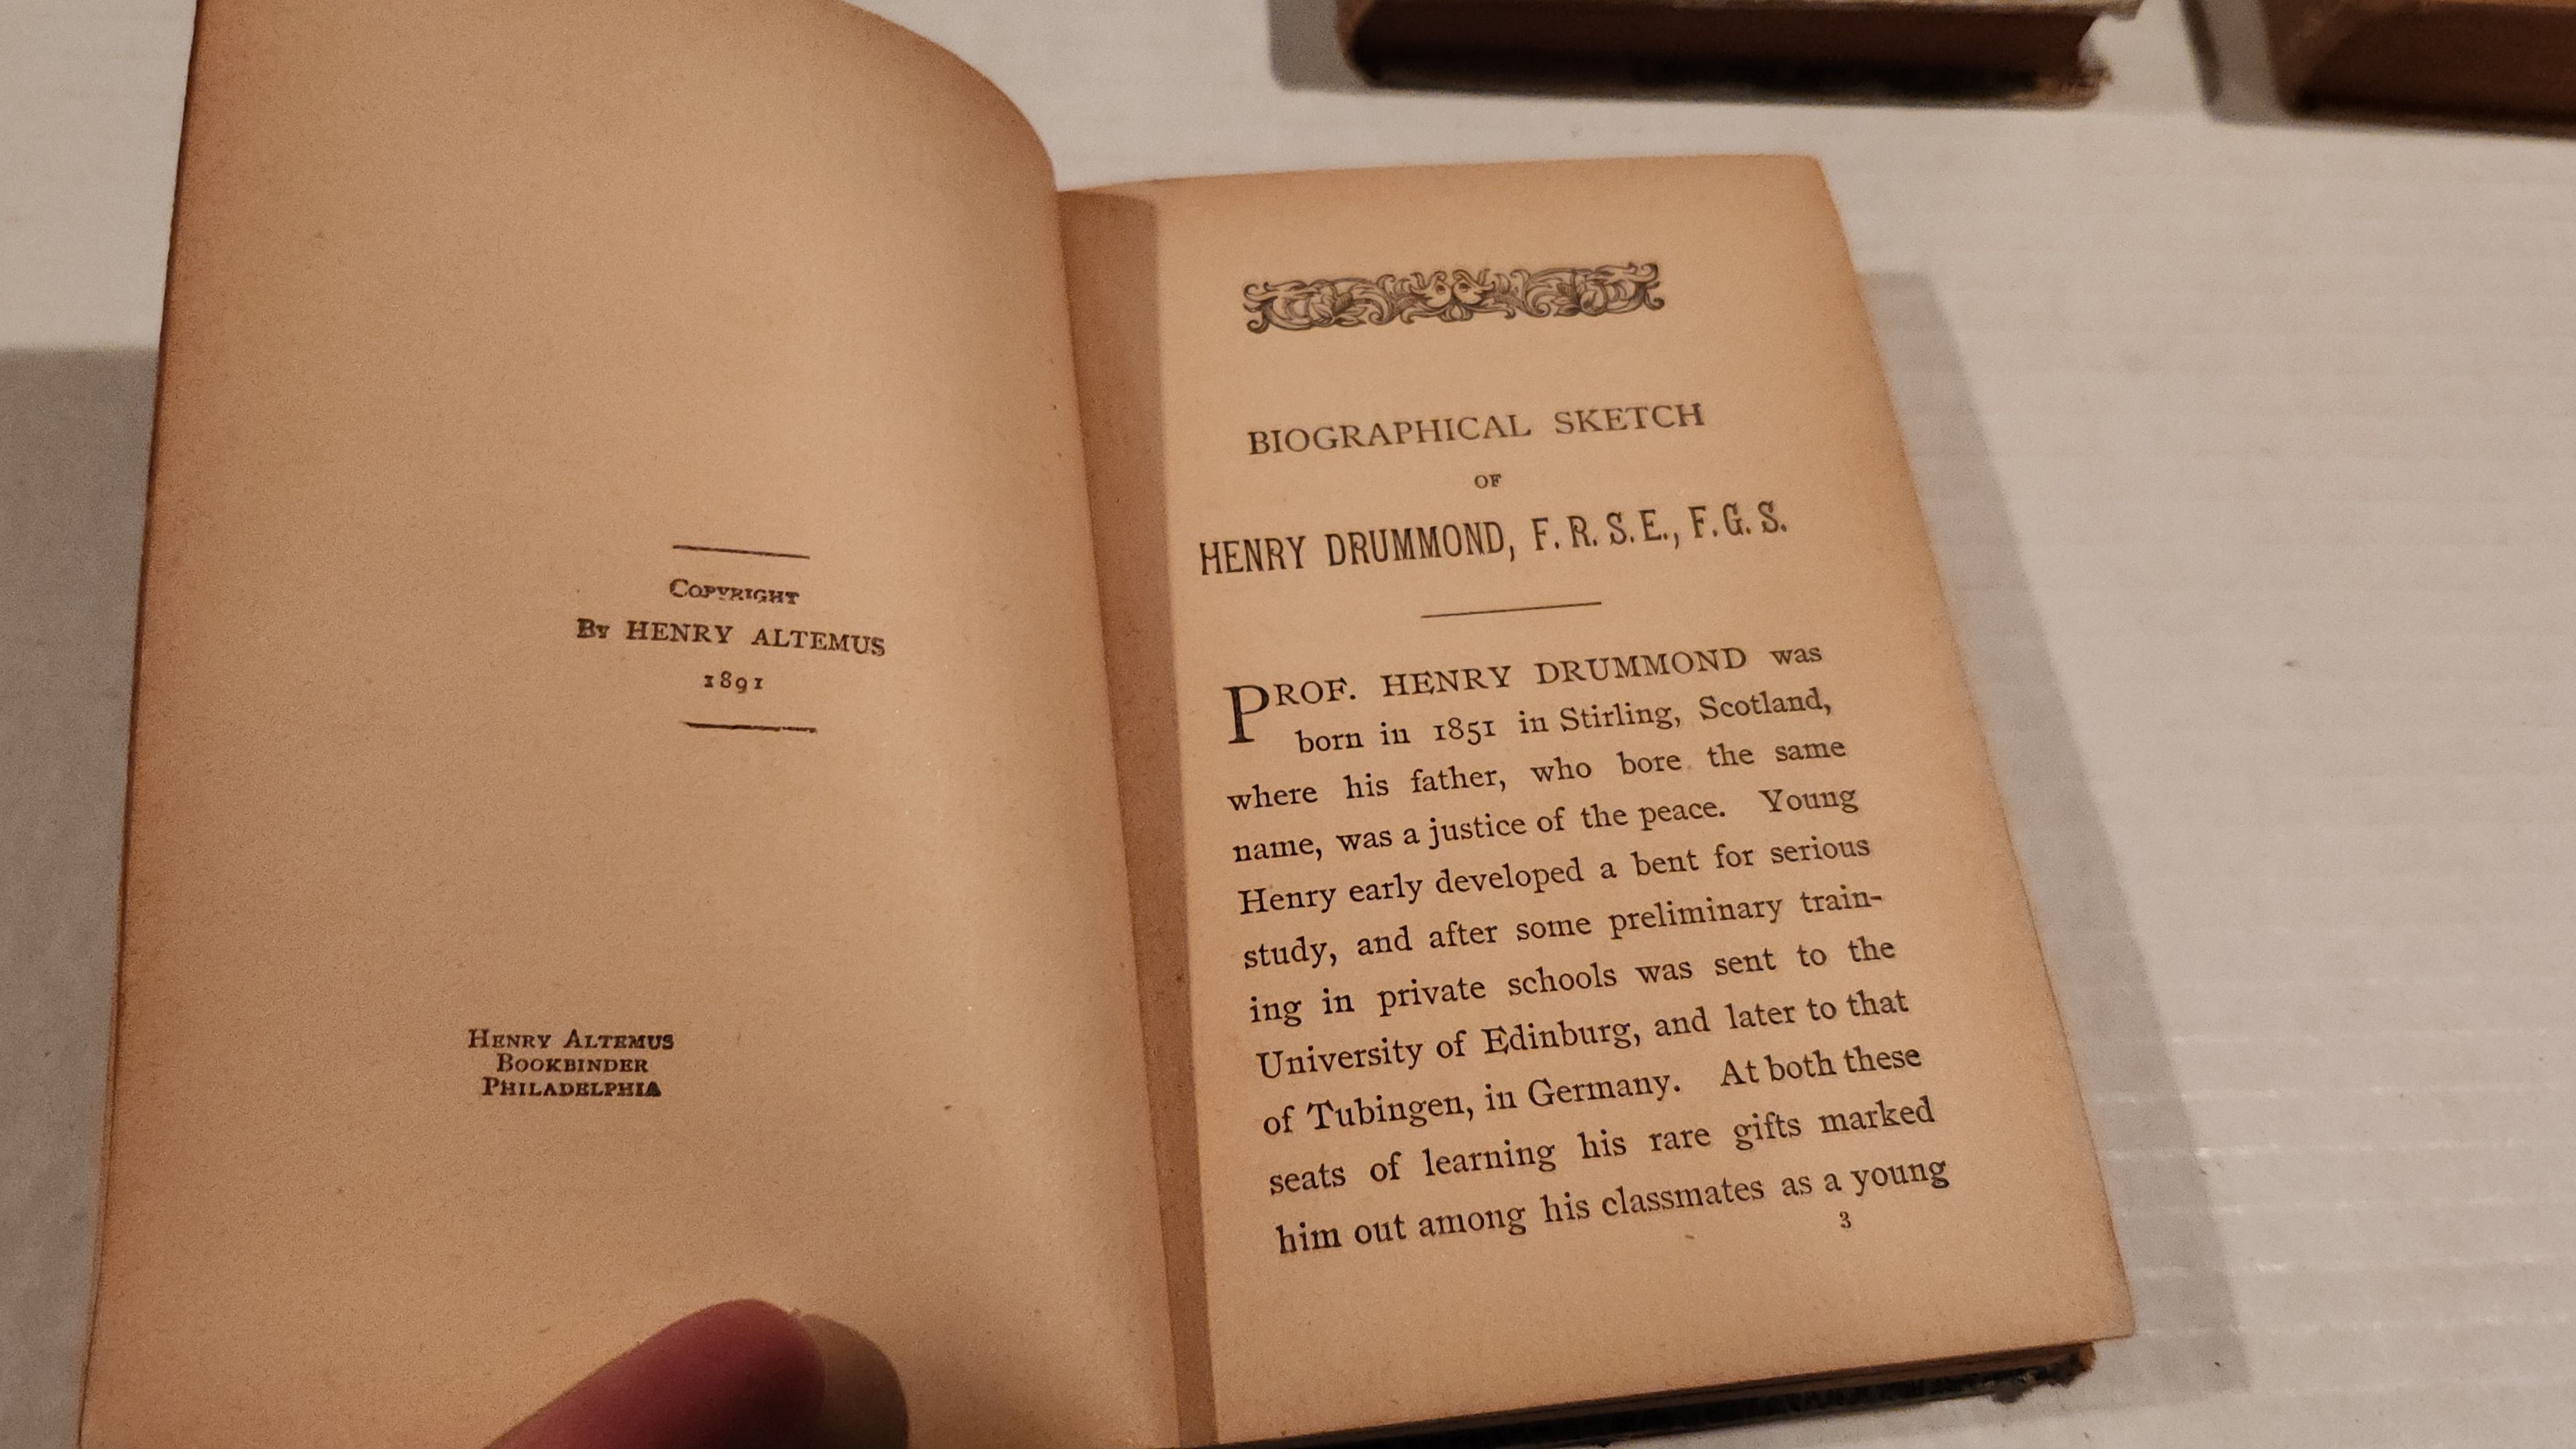 COPYRIGHT
BY HENRY ALTEMUS
1891
HENRY ALTEMUS
BOOKBINDER
PHILADELPHIA
BIOGRAPHICAL SKETCH
OF
HENRY DRUMMOND, F. R. S. E., F. G. S.
PROF. HENRY DRUMMOND was
born in 1851 in Stirling, Scotland,
where his father, who bore the same
name, was a justice of the peace. Young
Henry early developed a bent for serious
study, and after some preliminary train-
ing in private schools was sent to the
University of Edinburg, and later to that
of Tubingen, in Germany. At both these
seats of learning his rare gifts marked
him out among his classmates as a young
3